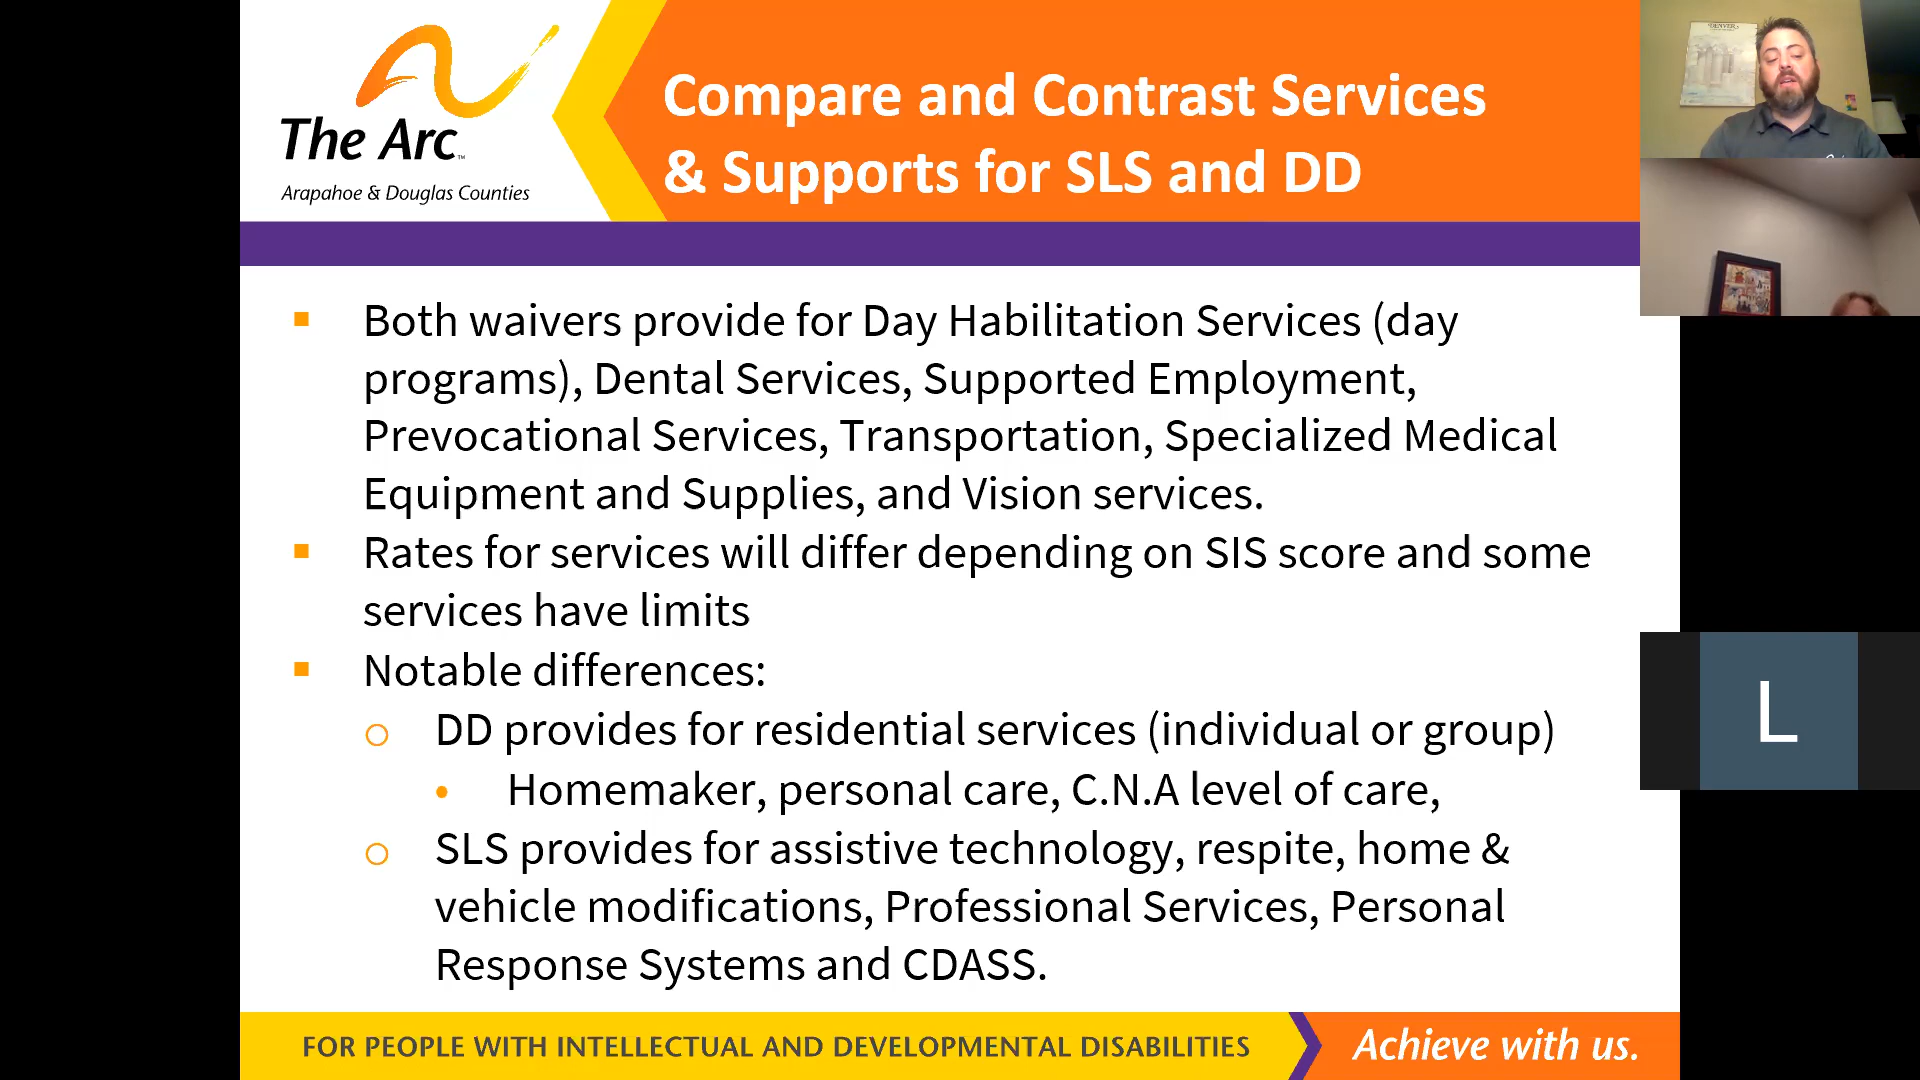 The Arc™
Arapahoe & Douglas Counties
Compare and Contrast Services
& Supports for SLS and DD
Both waivers provide for Day Habilitation Services (day
programs), Dental Services, Supported Employment,
Prevocational Services, Transportation, Specialized Medical
Equipment and Supplies, and Vision services.
Rates for services will differ depending on SIS score and some
services have limits
Notable differences:
DD provides for residential services (individual or group)
Homemaker, personal care, C.N.A level of care,
SLS provides for assistive technology, respite, home &
vehicle modifications, Professional Services, Personal
Response Systems and CDASS.
FOR PEOPLE WITH INTELLECTUAL AND DEVELOPMENTAL DISABILITIES
Achieve with us.
DENVER
L